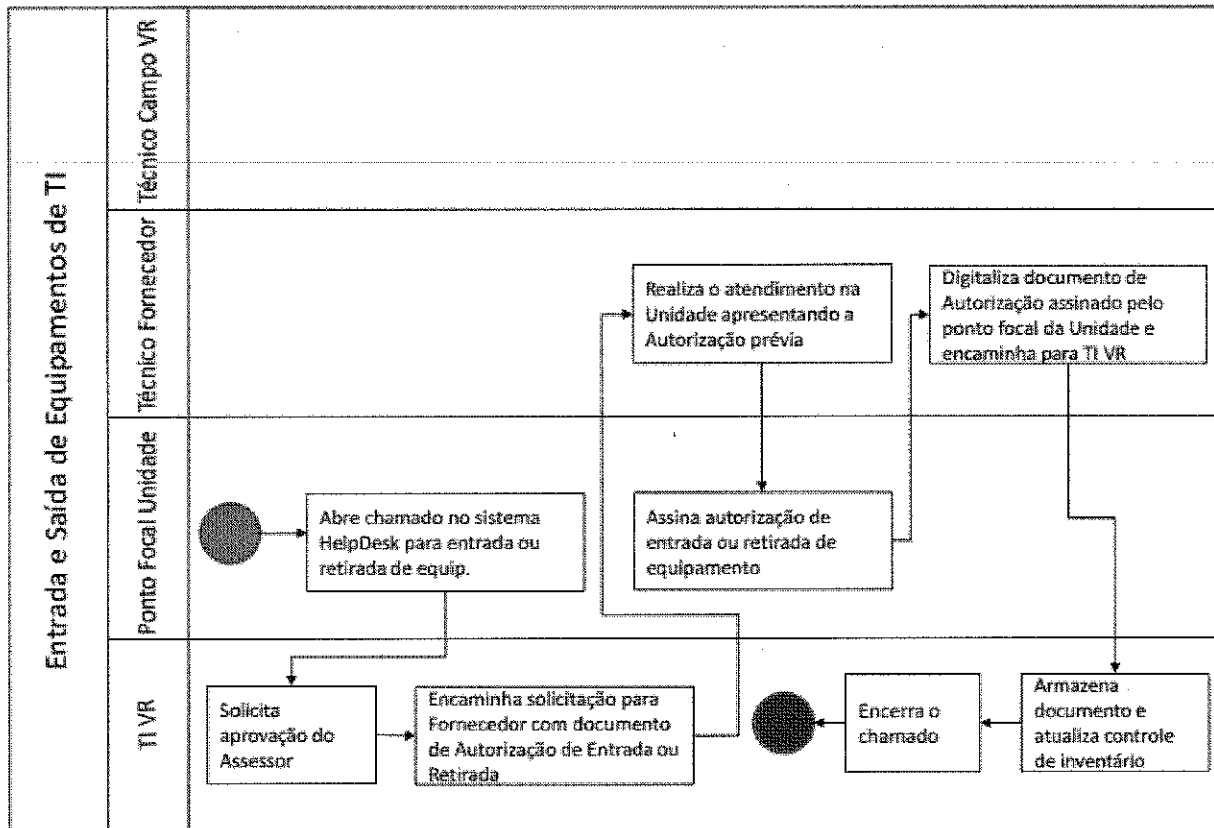 Entrada e Saída de Equipamentos de TI
Técnico Campo VR
Técnico Fornecedor
Realiza o atendimento na
Unidade apresentando a
Autorização prévia
Digitaliza documento de
Autorização assinado pelo
ponto focal da Unidade e
encaminha para TI VR
Ponto Focal Unidade
Abre chamado no sistema
HelpDesk para entrada ou
retirada de equip.
Assina autorização de
entrada ou retirada de
equipamento
TI VR
Solicita
aprovação do
Assessor
Encaminha solicitação para
Fornecedor com documento
de Autorização de Entrada ou
Retirada
Encerra o
chamado
Armazena
documento e
atualiza controle
de inventário